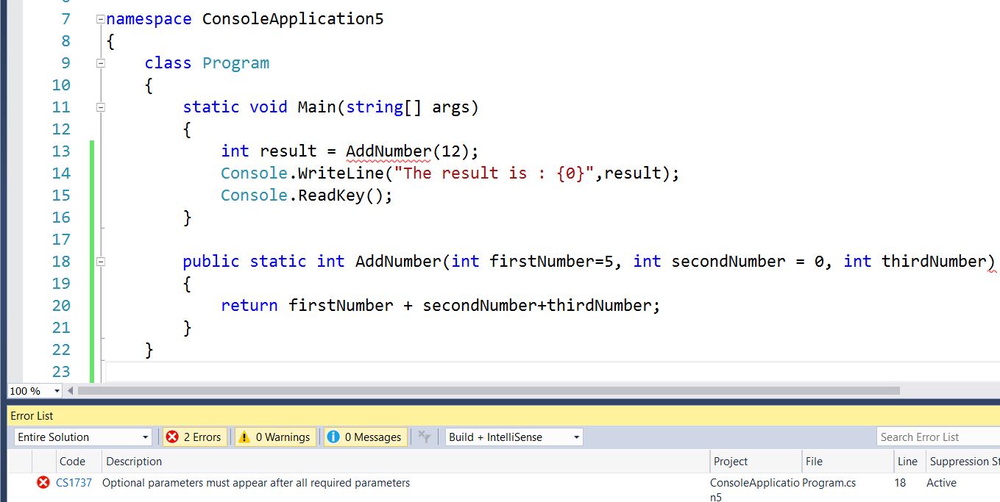 7 namespace ConsoleApplication5
8 {
9 class Program
10 {
11 static void Main(string[] args)
12 {
13 int result = AddNumber(12);
14 Console.WriteLine("The result is : {0}",result);
15 Console.ReadKey();
16 }
17
18 public static int AddNumber(int firstNumber=5, int secondNumber = 0, int thirdNumber)
19 {
20 return firstNumber + secondNumber+thirdNumber;
21 }
22 }
23
100 %
Error List
Entire Solution 2 Errors 0 Warnings 0 Messages Build + IntelliSense Search Error List
Code Description Project File Line Suppression St
CS1737 Optional parameters must appear after all required parameters ConsoleApplicatio Program.cs 18 Active
n5